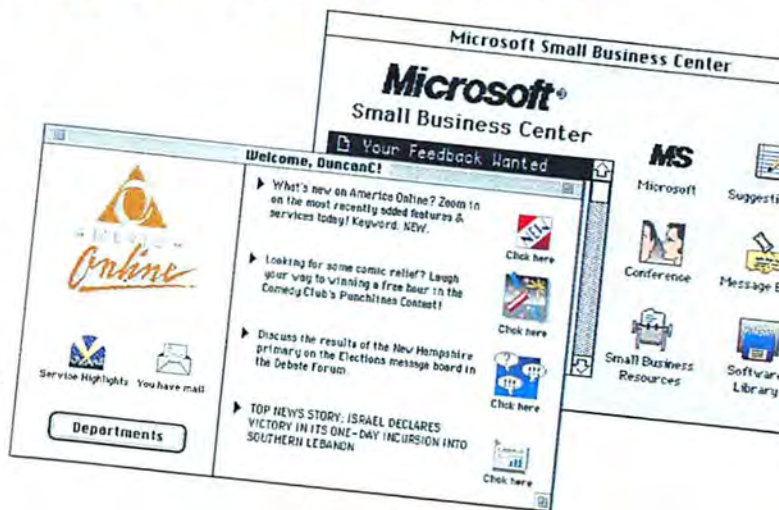 Microsoft Small Business Center
Microsoft®
Small Business Center
Your Feedback Wanted
MS
Microsoft
Conference
Small Business
Resources
Software
Library
Welcome, DuncanC!
AMERICA
Online
Service Highlights
You have mail
Departments
What's new on America Online? Zoom in
on the most recently added features &
services today! Keyword: NEW.
NEW
Click here
Looking for some comic relief? Laugh
your way to winning a free hour in the
Comedy Club's Punchlines Contest!
Click here
Discuss the results of the New Hampshire
primary on the Elections message board in
the Debate Forum.
Click here
TOP NEWS STORY: ISRAEL DECLARES
VICTORY IN ITS ONE-DAY INCURSION INTO
SOUTHERN LEBANON
Click here